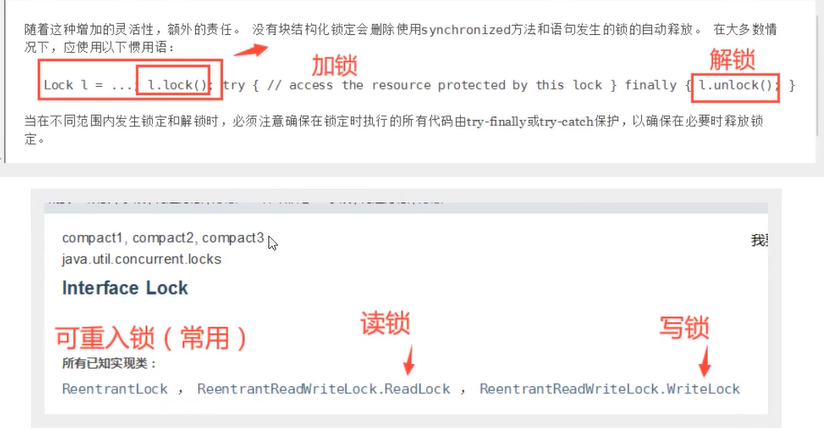 随着这种增加的灵活性，额外的责任。 没有块结构化锁定会删除使用synchronized方法和语句发生的锁的自动释放。 在大多数情
况下，应使用以下惯用语：
加锁
解锁
Lock l = ...; l.lock(); try { // access the resource protected by this lock } finally { l.unlock(); }
当在不同范围内发生锁定和解锁时，必须注意确保在锁定时执行的所有代码由try-finally或try-catch保护，以确保在必要时释放锁
定。
compact1, compact2, compact3
java.util.concurrent.locks
Interface Lock
可重入锁（常用）
读锁
写锁
所有已知实现类：
ReentrantLock ， ReentrantReadWriteLock.ReadLock ， ReentrantReadWriteLock.WriteLock